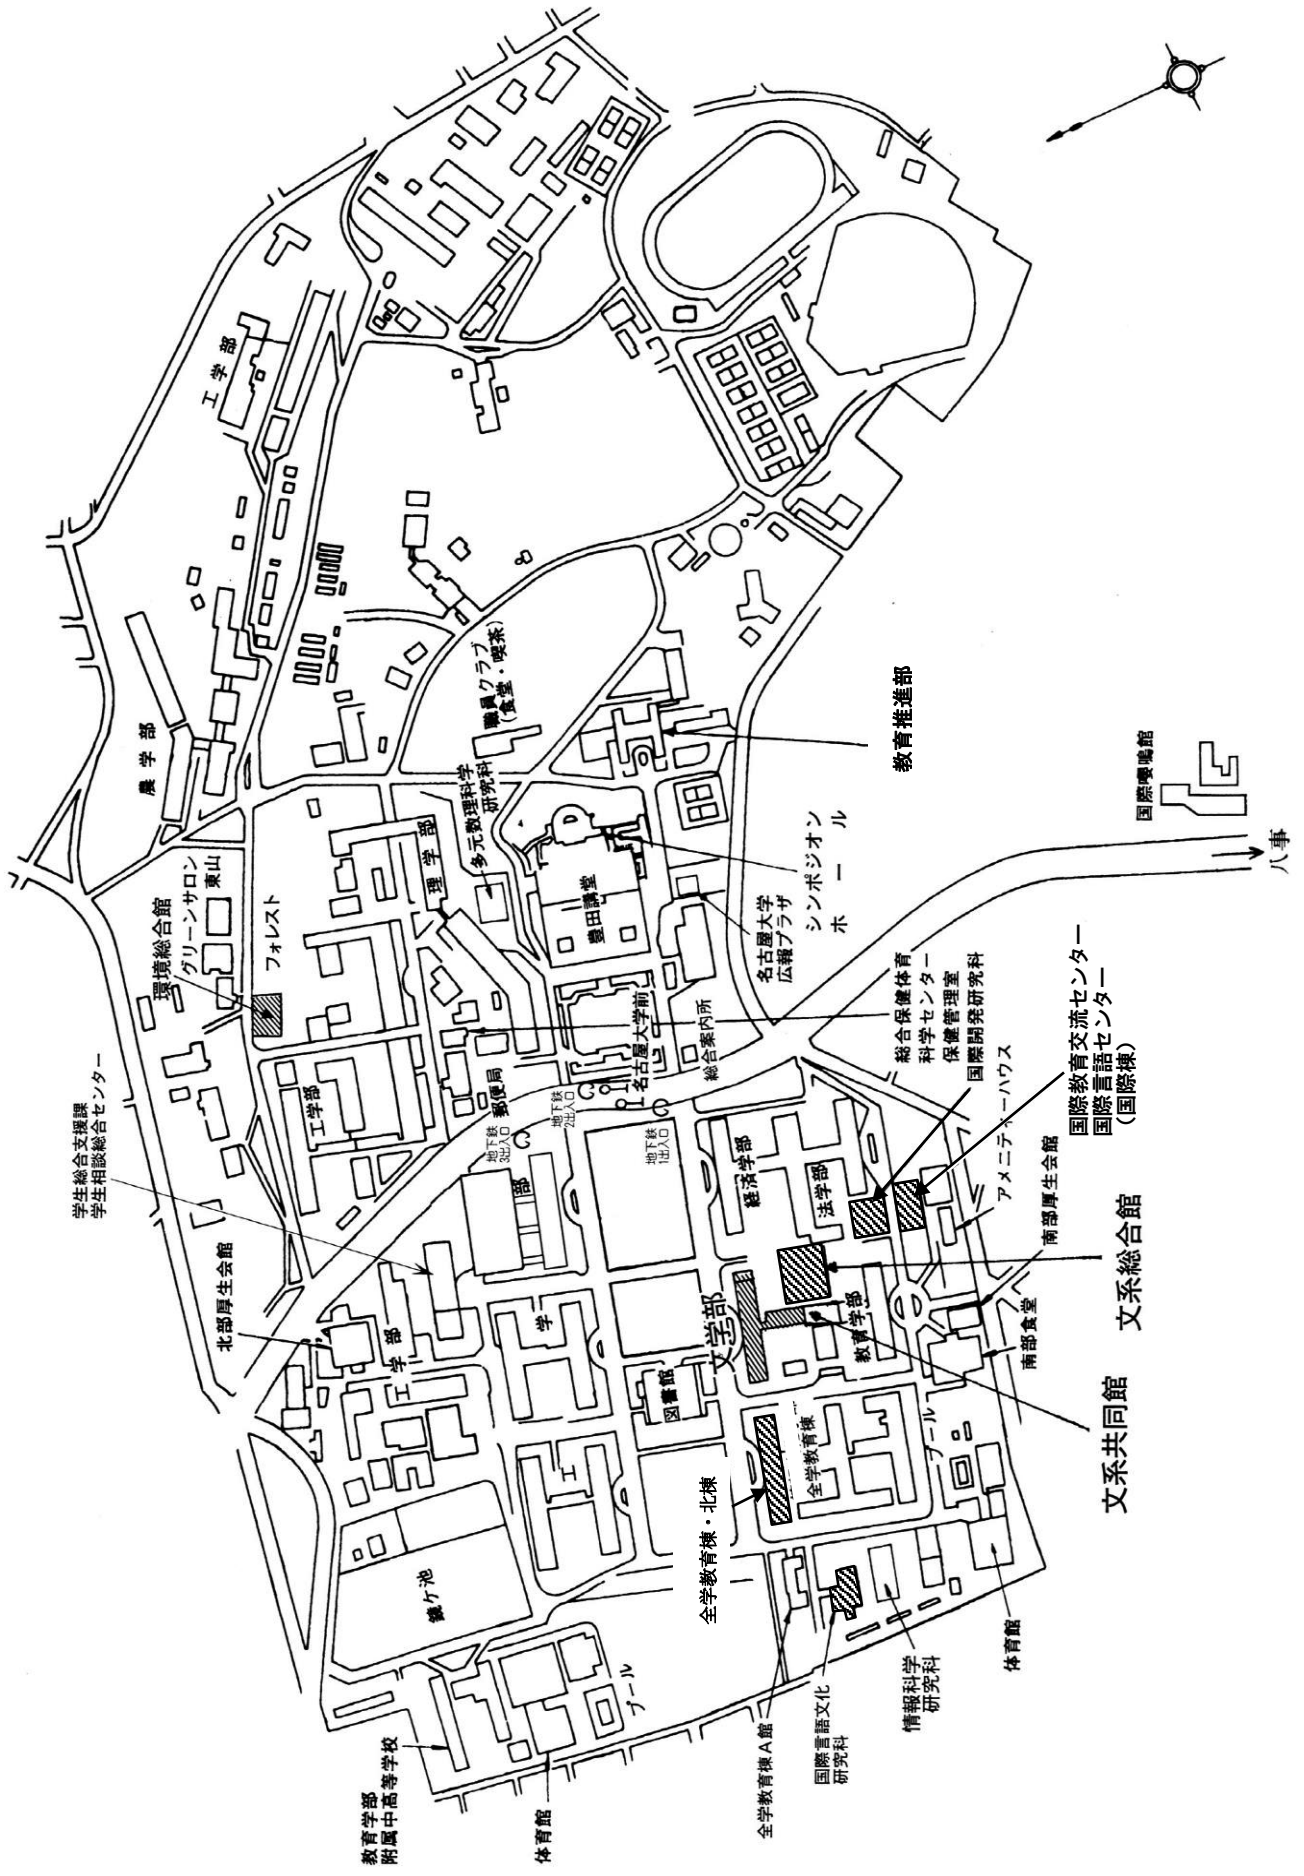 工学部
農学部
職員クラブ
(食堂・喫茶)
教育推進部
国際嚶鳴館
八事
環境総合館
グリーンサロン
東山
フォレスト
理学部
多元数理科学
研究科
豊田講堂
シンポジオン
ホール
名古屋大学
広報プラザ
学生総合支援課
学生相談総合センター
工学部
郵便局
地下鉄
3出入口
地下鉄
2出入口
名古屋大学前
地下鉄
1出入口
総合案内所
総合保健体育
科学センター
保健管理室
国際開発研究科
国際教育交流センター
国際言語センター
(国際棟)
アメニティーハウス
南部厚生会館
北部厚生会館
工学部
工
学
部
図書館
文学部
経済学部
法学部
教育学部
南部食堂
文系総合館
文系共同館
鏡ケ池
全学教育棟・北棟
全学教育棟
プール
教育学部
附属中高等学校
体育館
プール
全学教育棟A館
国際言語文化
研究科
情報科学
研究科
体育館